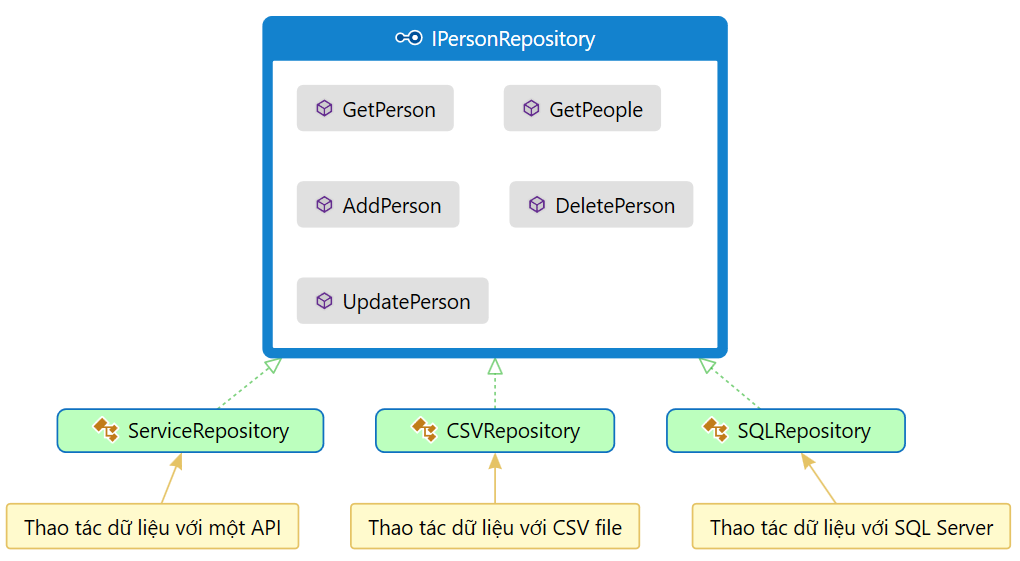 IPersonRepository
GetPerson
GetPeople
AddPerson
DeletePerson
UpdatePerson
ServiceRepository
CSVRepository
SQLRepository
Thao tác dữ liệu với một API
Thao tác dữ liệu với CSV file
Thao tác dữ liệu với SQL Server